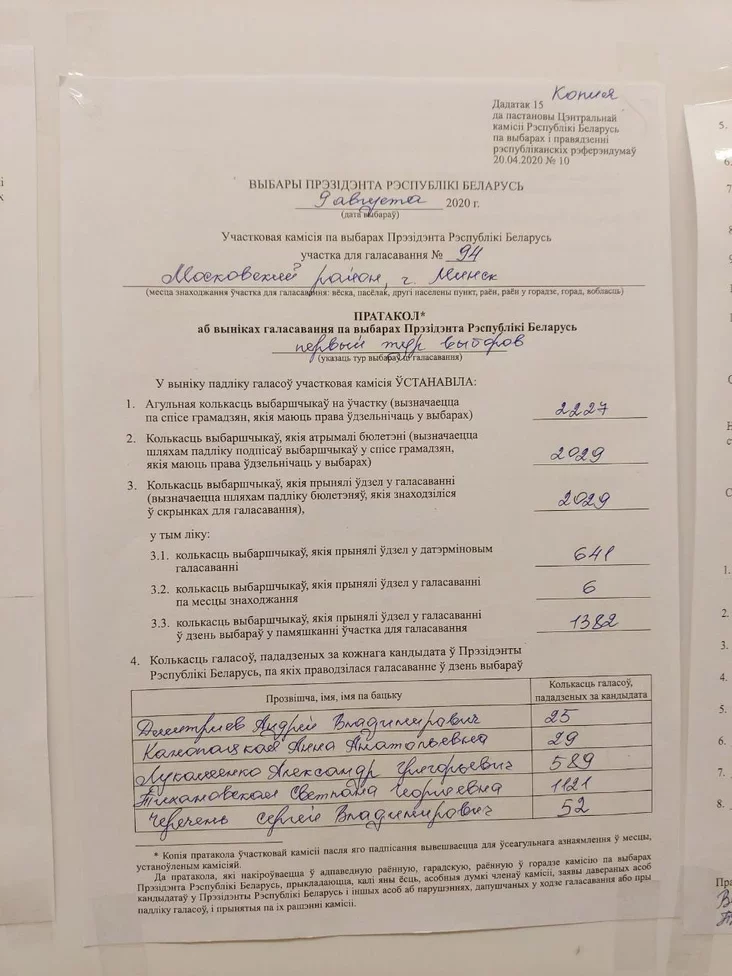 Копия
Дадатак 15
да пастановы Цэнтральнай
камісіі Рэспублікі Беларусь
па выбарах і правядзенні
рэспубліканскіх рэферэндумаў
20.04.2020 № 10
ВЫБАРЫ ПРЭЗІДЭНТА РЭСПУБЛІКІ БЕЛАРУСЬ
9 августа 2020 г.
(дата выбараў)
Участковая камісія па выбарах Прэзідэнта Рэспублікі Беларусь
участка для галасавання № 94
Московский район, г. Минск
(месца знаходжання ўчастка для галасавання: вёска, пасёлак, другі населены пункт, раён, раён у горадзе, горад, вобласць)
ПРАТАКОЛ*
аб выніках галасавання па выбарах Прэзідэнта Рэспублікі Беларусь
первый тур выборов
(указаць тур выбараў галасавання)
У выніку падліку галасоў участковая камісія ЎСТАНАВІЛА:
1. Агульная колькасць выбаршчыкаў на ўчастку (вызначаецца
па спісе грамадзян, якія маюць права ўдзельнічаць у выбарах) 2227
2. Колькасць выбаршчыкаў, якія атрымалі бюлетэні (вызначаецца
шляхам падліку подпісаў выбаршчыкаў у спісе грамадзян,
якія маюць права ўдзельнічаць у выбарах) 2029
3. Колькасць выбаршчыкаў, якія прынялі ўдзел у галасаванні
(вызначаецца шляхам падліку бюлетэняў, якія знаходзіліся
ў скрынках для галасавання), 2029
у тым ліку:
3.1. колькасць выбаршчыкаў, якія прынялі ўдзел у датэрміновым
галасаванні 641
3.2. колькасць выбаршчыкаў, якія прынялі ўдзел у галасаванні
па месцы знаходжання 6
3.3. колькасць выбаршчыкаў, якія прынялі ўдзел у галасаванні
ў дзень выбараў у памяшканні ўчастка для галасавання 1382
4. Колькасць галасоў, пададзеных за кожнага кандыдата ў Прэзідэнты
Рэспублікі Беларусь, па якіх праводзілася галасаванне ў дзень выбараў
Прозвішча, імя, імя па бацьку Колькасць галасоў,
пададзеных за кандыдата
Дмитриев Андрей Владимирович 25
Канопацкая Анна Анатольевна 29
Лукашенко Александр Григорьевич 589
Тихановская Светлана Георгиевна 1121
Черечень Сергей Владимирович 52
* Копія пратакола ўчастковай камісіі пасля яго падпісання вывешваецца для ўсеагульнага азнаямлення ў месцы,
устаноўленым камісіяй.
Да пратакола, які накіроўваецца ў адпаведную раённую, гарадскую, раённую ў горадзе камісію па выбарах
Прэзідэнта Рэспублікі Беларусь, прыкладаюцца, калі яны ёсць, асобныя думкі членаў камісіі, заявы давераных асоб
кандыдатаў у Прэзідэнты Рэспублікі Беларусь і іншых асоб аб парушэннях, дапушчаных у ходзе галасавання або пры
падліку галасоў, і прынятыя па іх рашэнні камісіі.